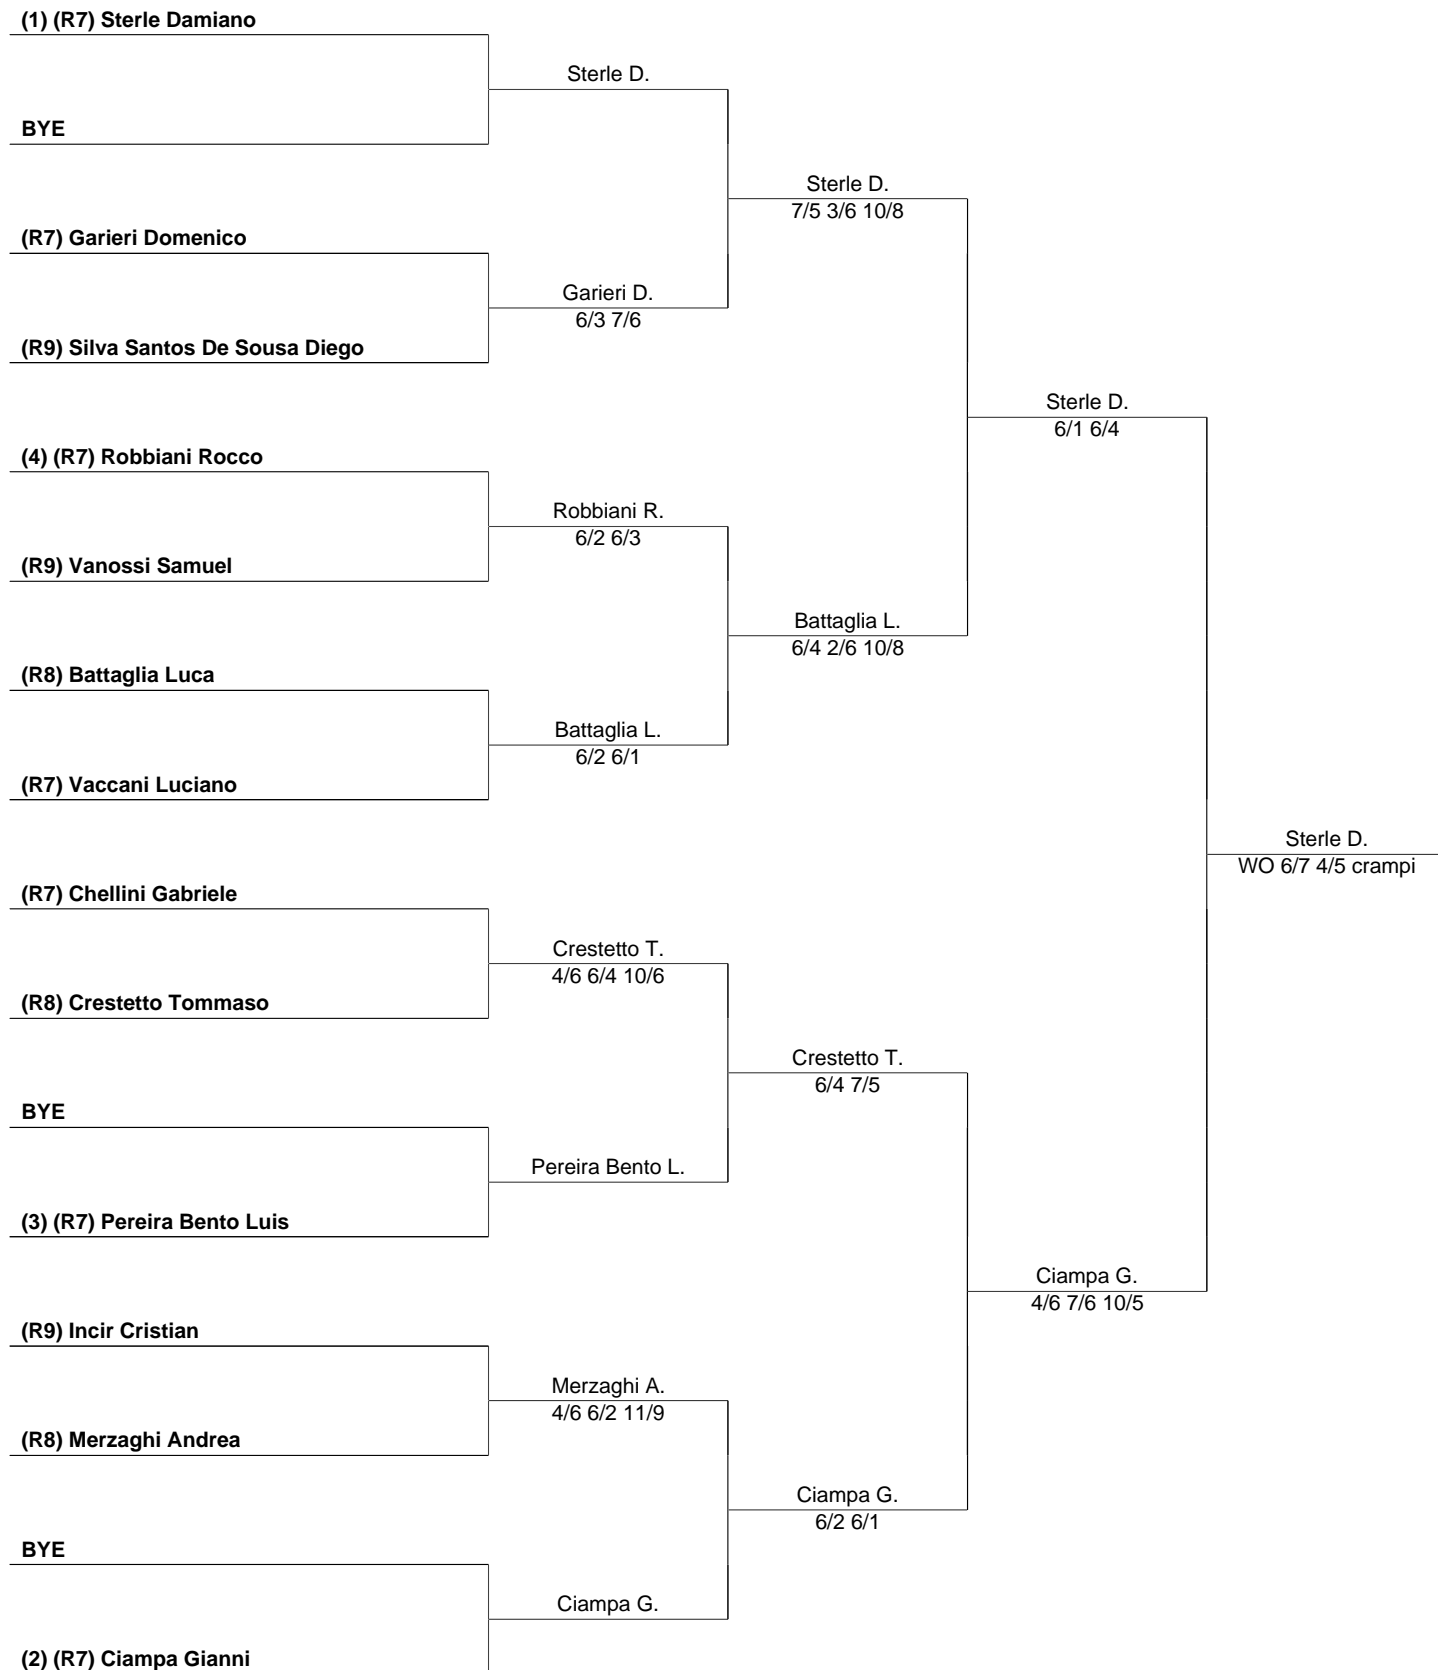 (1) (R7) Sterle Damiano
Sterle D.
BYE
Sterle D.
7/5 3/6 10/8
(R7) Garieri Domenico
Garieri D.
6/3 7/6
(R9) Silva Santos De Sousa Diego
Sterle D.
6/1 6/4
(4) (R7) Robbiani Rocco
Robbiani R.
6/2 6/3
(R9) Vanossi Samuel
Battaglia L.
6/4 2/6 10/8
(R8) Battaglia Luca
Battaglia L.
6/2 6/1
(R7) Vaccani Luciano
Sterle D.
WO 6/7 4/5 crampi
(R7) Chellini Gabriele
Crestetto T.
4/6 6/4 10/6
(R8) Crestetto Tommaso
Crestetto T.
6/4 7/5
BYE
Pereira Bento L.
(3) (R7) Pereira Bento Luis
Ciampa G.
4/6 7/6 10/5
(R9) Incir Cristian
Merzaghi A.
4/6 6/2 11/9
(R8) Merzaghi Andrea
Ciampa G.
6/2 6/1
BYE
Ciampa G.
(2) (R7) Ciampa Gianni